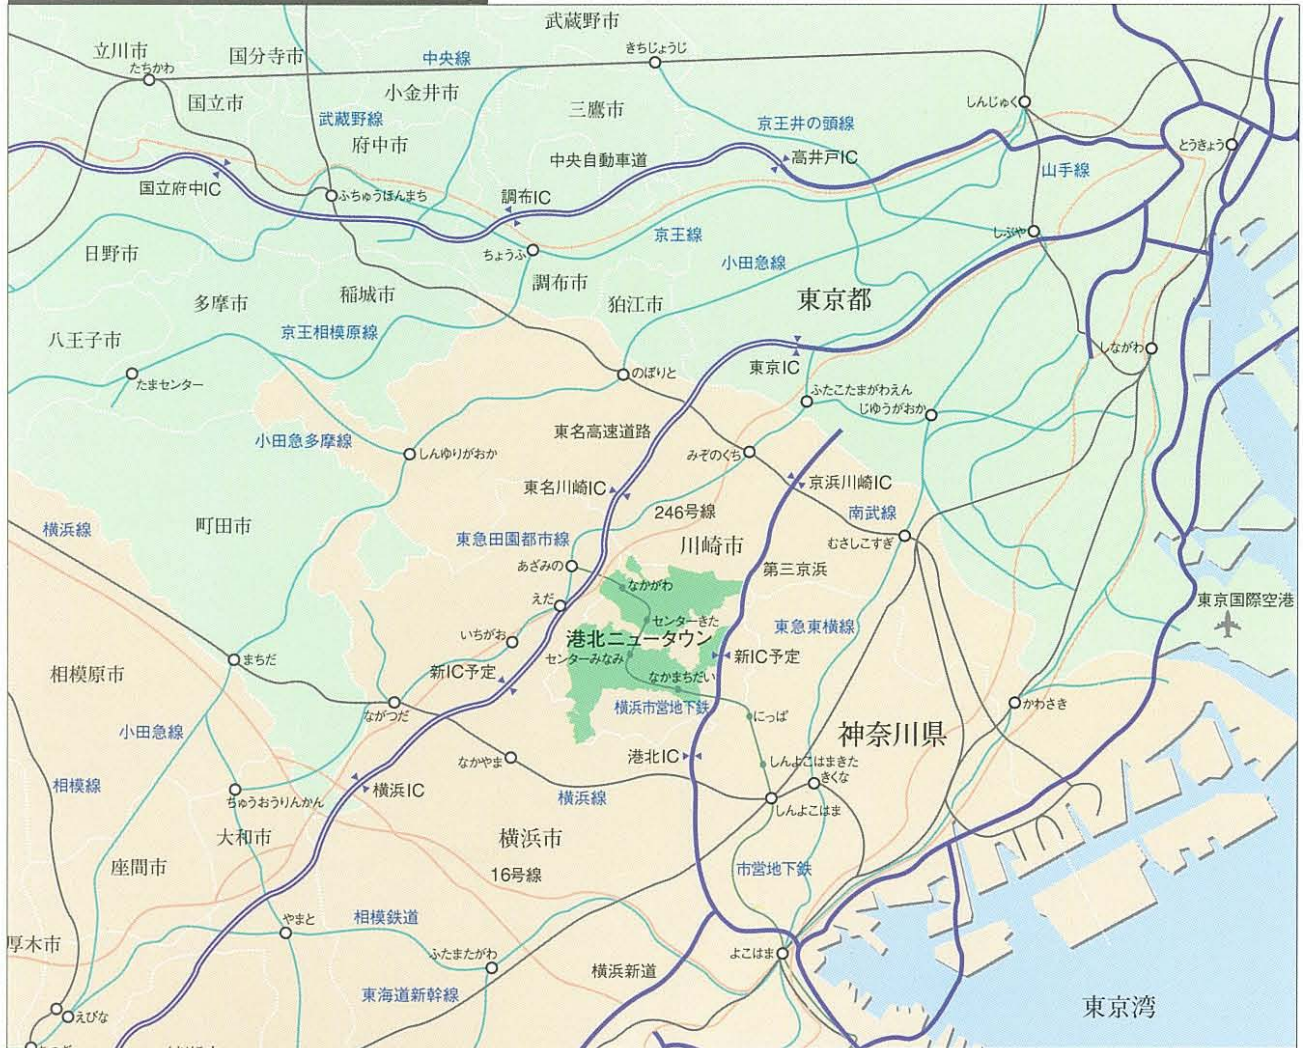 武蔵野市
立川市
国分寺市
中央線
きちじょうじ
たちかわ
小金井市
国立市
三鷹市
しんじゅく
武蔵野線
京王井の頭線
府中市
とうきょう
中央自動車道
高井戸IC
山手線
国立府中IC
ふちゅうほんまち
調布IC
しぶや
京王線
日野市
ちょうふ
小田急線
調布市
稲城市
多摩市
狛江市
東京都
京王相模原線
八王子市
しながわ
東京IC
のぼりと
たまセンター
ふたこたまがわえん
じゆうがおか
東名高速道路
小田急多摩線
しんゆりがおか
みぞのくち
東名川崎IC
京浜川崎IC
246号線
南武線
横浜線
町田市
東急田園都市線
川崎市
むさしこすぎ
あざみの
第三京浜
なかがわ
えだ
東京国際空港
センターきた
東急東横線
いちがお
港北ニュータウン
センターみなみ
新IC予定
まちだ
相模原市
新IC予定
なかまちだい
ながつだ
横浜市営地下鉄
かわさき
にっぱ
小田急線
神奈川県
なかやま
港北IC
しんよこはまきた
きくな
相模線
横浜IC
横浜線
ちゅうおうりんかん
しんよこはま
大和市
横浜市
座間市
市営地下鉄
16号線
やまと
相模鉄道
厚木市
ふたまたがわ
よこはま
横浜新道
東海道新幹線
東京湾
えびな